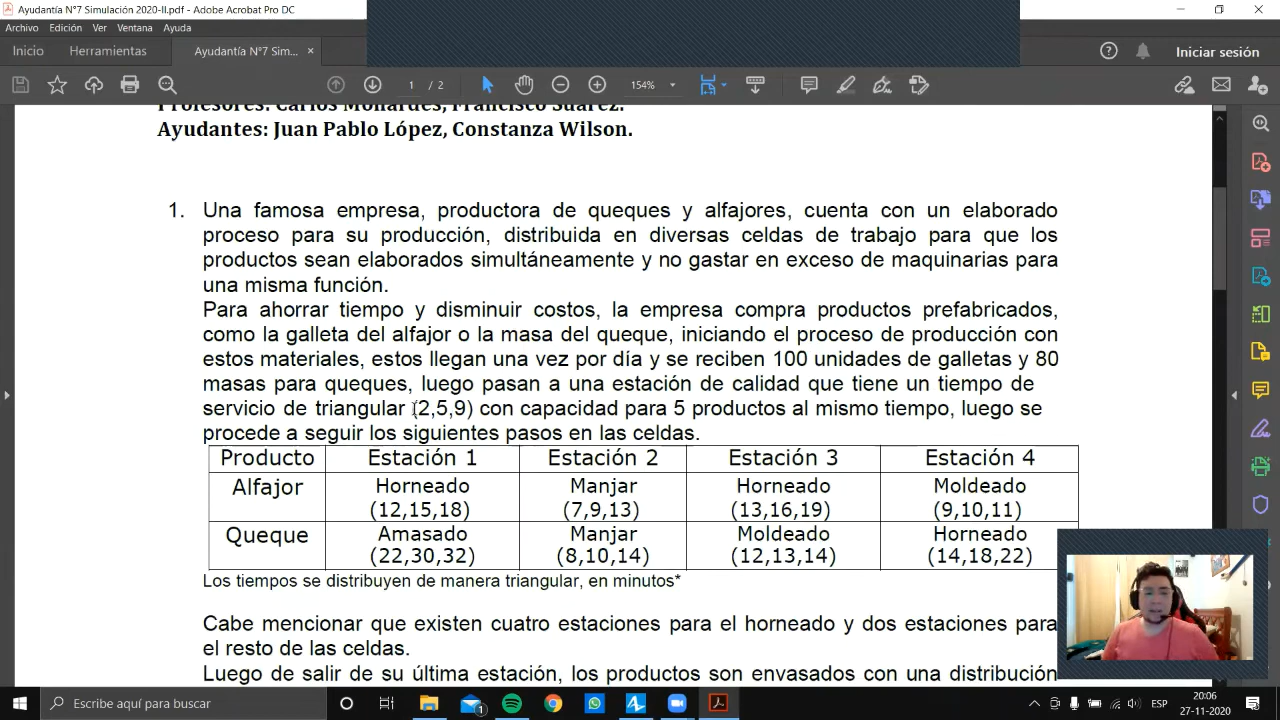 Ayudantía N°7 Simulación 2020-II.pdf - Adobe Acrobat Pro DC
Archivo Edición Ver Ventana Ayuda
Inicio Herramientas Ayudantía N°7 Sim... × Iniciar sesión
1 / 2 154%
Profesores: Carlos Monardes, Francisco Suárez.
Ayudantes: Juan Pablo López, Constanza Wilson.
1. Una famosa empresa, productora de queques y alfajores, cuenta con un elaborado
proceso para su producción, distribuida en diversas celdas de trabajo para que los
productos sean elaborados simultáneamente y no gastar en exceso de maquinarias para
una misma función.
Para ahorrar tiempo y disminuir costos, la empresa compra productos prefabricados,
como la galleta del alfajor o la masa del queque, iniciando el proceso de producción con
estos materiales, estos llegan una vez por día y se reciben 100 unidades de galletas y 80
masas para queques, luego pasan a una estación de calidad que tiene un tiempo de
servicio de triangular (2,5,9) con capacidad para 5 productos al mismo tiempo, luego se
procede a seguir los siguientes pasos en las celdas.
Producto Estación 1 Estación 2 Estación 3 Estación 4
Alfajor Horneado Manjar Horneado Moldeado
(12,15,18) (7,9,13) (13,16,19) (9,10,11)
Queque Amasado Manjar Moldeado Horneado
(22,30,32) (8,10,14) (12,13,14) (14,18,22)
Los tiempos se distribuyen de manera triangular, en minutos*
Cabe mencionar que existen cuatro estaciones para el horneado y dos estaciones para
el resto de las celdas.
Luego de salir de su última estación, los productos son envasados con una distribución
Escribe aquí para buscar
1
ESP
20:06
27-11-2020